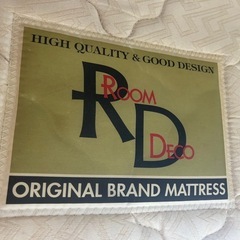 HIGH QUALITY & GOOD DESIGN
ROOM
DECO
ORIGINAL BRAND MATTRESS